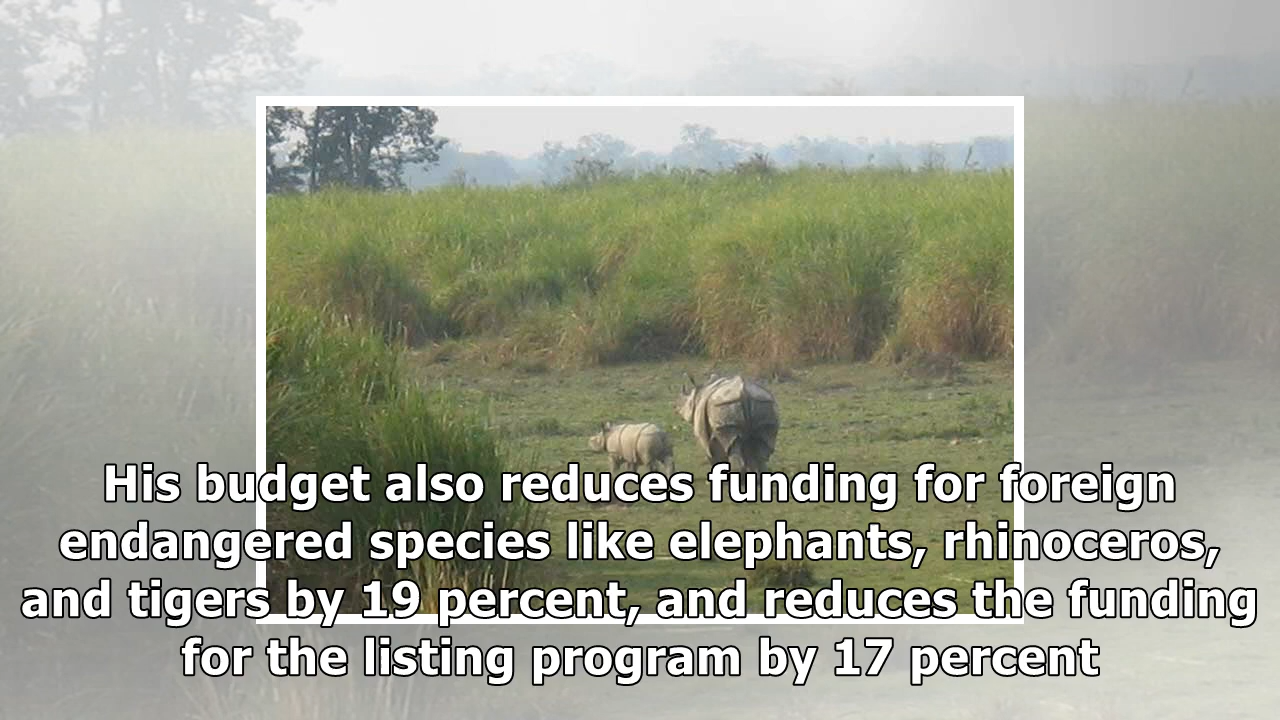 His budget also reduces funding for foreign
endangered species like elephants, rhinoceros,
and tigers by 19 percent, and reduces the funding
for the listing program by 17 percent